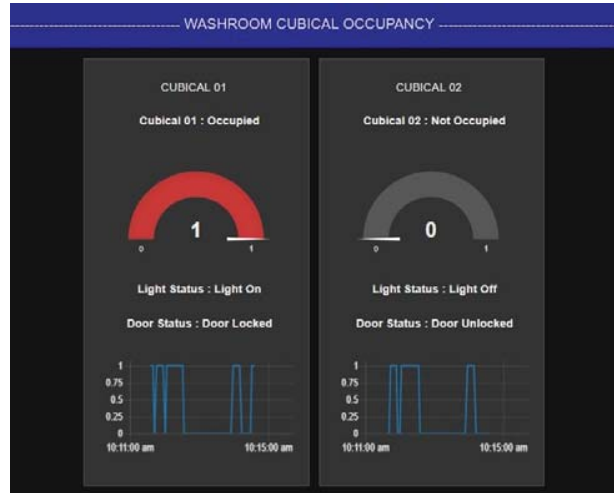 WASHROOM CUBICAL OCCUPANCY
CUBICAL 01
Cubical 01 : Occupied
1
0
1
Light Status : Light On
Door Status : Door Locked
1
0.75
0.5
0.25
0
10:11:00 am
10:15:00 am
CUBICAL 02
Cubical 02 : Not Occupied
0
0
1
Light Status : Light Off
Door Status : Door Unlocked
1
0.75
0.5
0.25
0
10:11:00 am
10:15:00 am